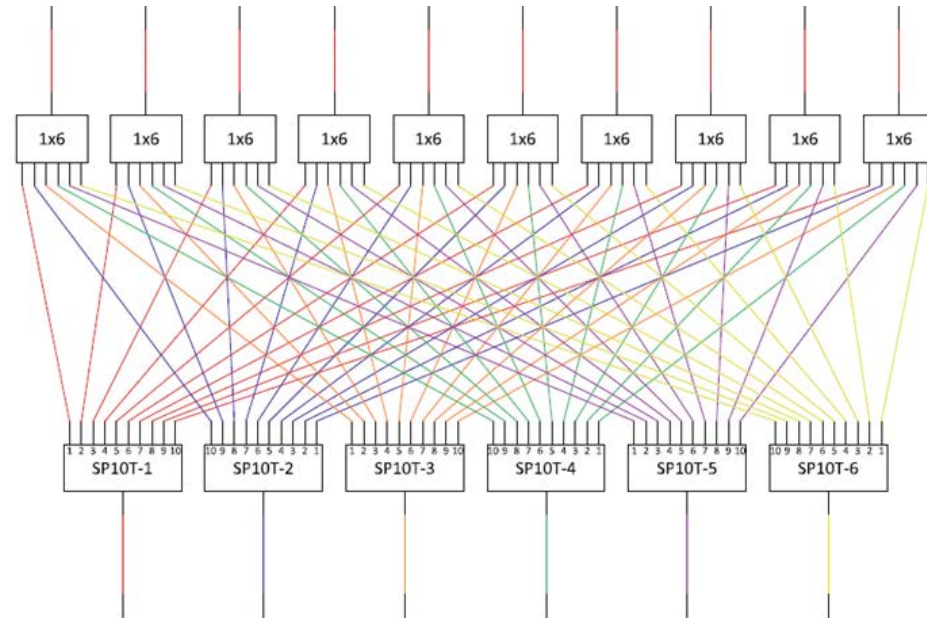 1x6 1x6 1x6 1x6 1x6 1x6 1x6 1x6 1x6 1x6
1 2 3 4 5 6 7 8 9 10 10 9 8 7 6 5 4 3 2 1 1 2 3 4 5 6 7 8 9 10 10 9 8 7 6 5 4 3 2 1 1 2 3 4 5 6 7 8 9 10 10 9 8 7 6 5 4 3 2 1
SP10T-1 SP10T-2 SP10T-3 SP10T-4 SP10T-5 SP10T-6